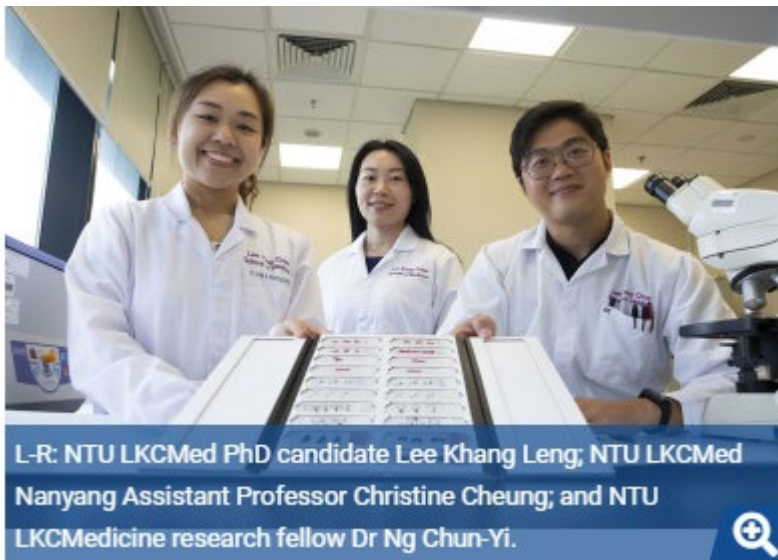 L-R: NTU LKCMed PhD candidate Lee Khang Leng; NTU LKCMed
Nanyang Assistant Professor Christine Cheung; and NTU
LKCMedicine research fellow Dr Ng Chun-Yi.